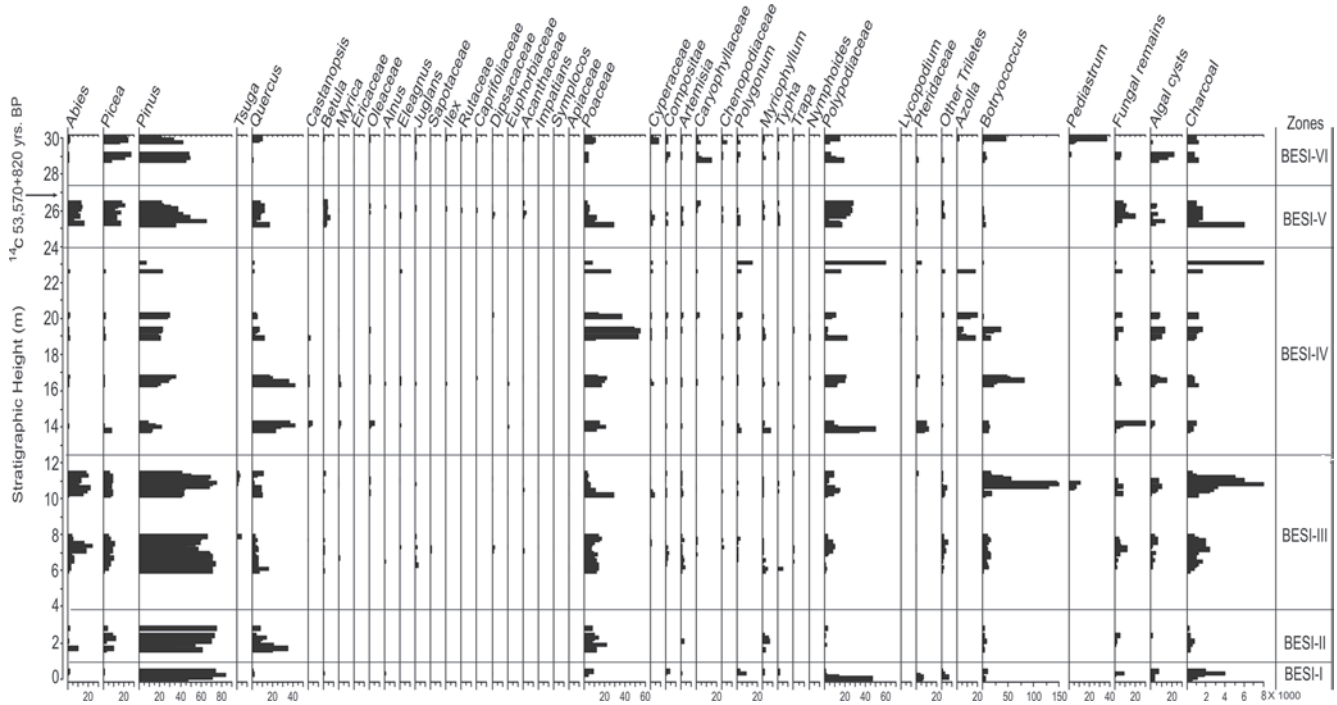 Abies
Picea
Pinus
Tsuga
Quercus
Castanopsis
Betula
Myrica
Ericaceae
Oleaceae
Alnus
Eleagnus
Juglans
Sapotaceae
Ilex
Rutaceae
Caprifoliaceae
Dipsacaceae
Euphorbiaceae
Acanthaceae
Impatians
Symplocos
Apiaceae
Poaceae
Cyperaceae
Compositae
Artemisia
Caryophyllaceae
Chenopodiaceae
Polygonum
Myriophyllum
Typha
Trapa
Nymphoides
Polypodiaceae
Lycopodium
Pteridaceae
Other Triletes
Azolla
Botryococcus
Pediastrum
Fungal remains
Algal cysts
Charcoal
Zones
¹⁴C 53,570+820 yrs. BP
Stratigraphic Height (m)
30
28
26
24
22
20
18
16
14
12
10
8
6
4
2
0
BESI-VI
BESI-V
BESI-IV
BESI-III
BESI-II
BESI-I
20 20 20 40 60 80 20 40 20 40 60 20 20 40 60 20 20 50 100 150 20 40 20 20 2 4 6 8 X 1000